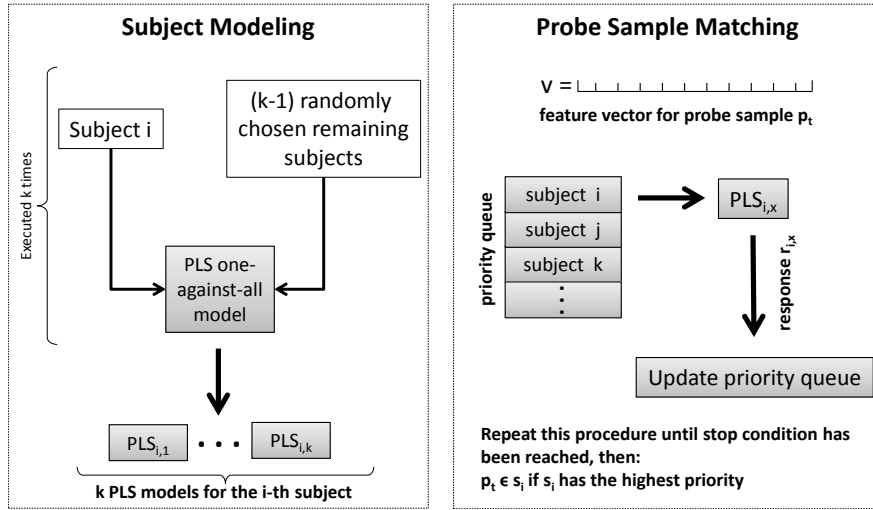 Subject Modeling
Executed k times
Subject i
(k-1) randomly
chosen remaining
subjects
PLS one-
against-all
model
PLSi,1
• • •
PLSi,k
k PLS models for the i-th subject
Probe Sample Matching
v =
feature vector for probe sample pt
priority queue
subject i
subject j
subject k
PLSi,x
response ri,x
Update priority queue
Repeat this procedure until stop condition has
been reached, then:
pt ϵ si if si has the highest priority